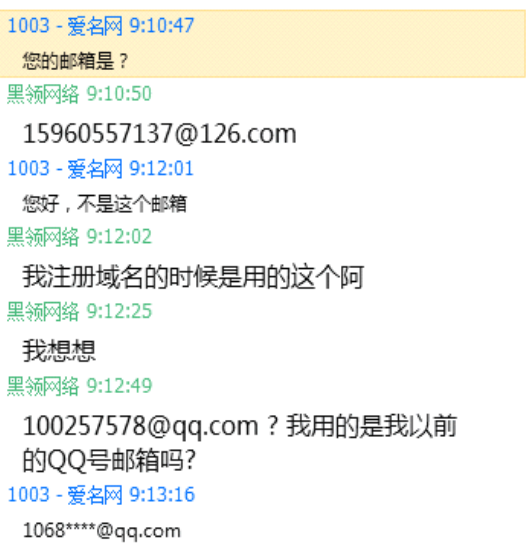 1003 - 爱名网 9:10:47
您的邮箱是？
黑领网络 9:10:50
15960557137@126.com
1003 - 爱名网 9:12:01
您好，不是这个邮箱
黑领网络 9:12:02
我注册域名的时候是用的这个阿
黑领网络 9:12:25
我想想
黑领网络 9:12:49
100257578@qq.com？我用的是我以前
的QQ号邮箱吗?
1003 - 爱名网 9:13:16
1068****@qq.com